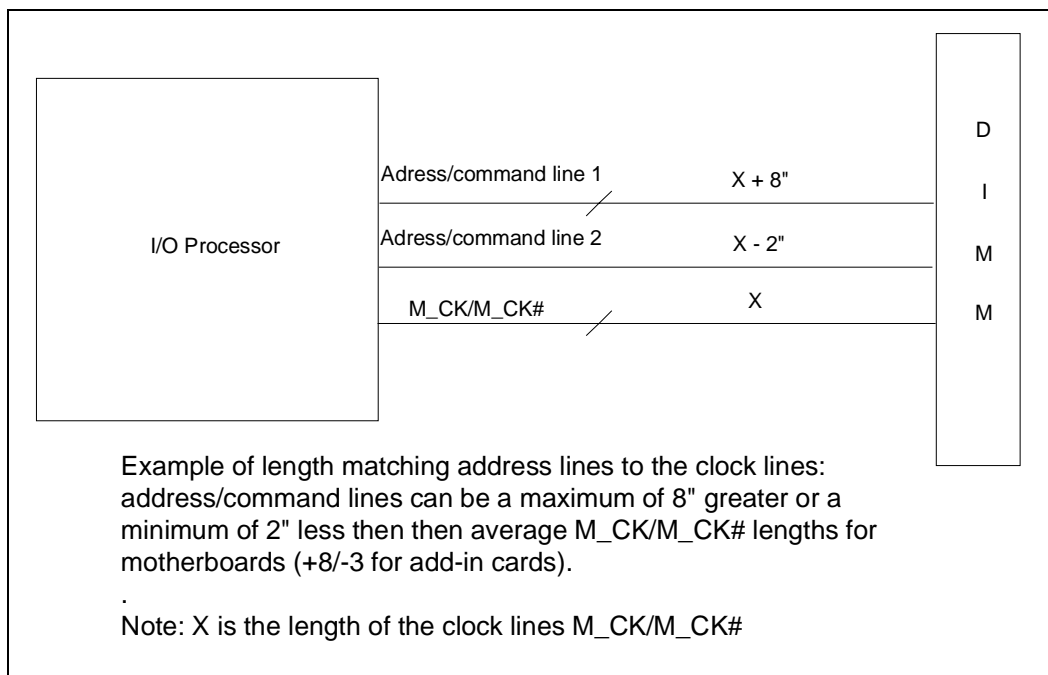 I/O Processor
Adress/command line 1
X + 8"
Adress/command line 2
X - 2"
M_CK/M_CK#
X
D
I
M
M
Example of length matching address lines to the clock lines:
address/command lines can be a maximum of 8" greater or a
minimum of 2" less then then average M_CK/M_CK# lengths for
motherboards (+8/-3 for add-in cards).
.
Note: X is the length of the clock lines M_CK/M_CK#